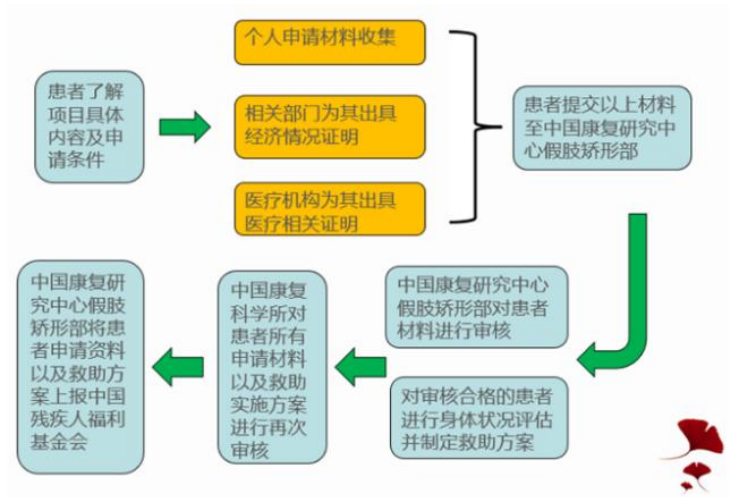 患者了解
项目具体
内容及申
请条件
个人申请材料收集
相关部门为其出具
经济情况证明
医疗机构为其出具
医疗相关证明
患者提交以上材料
至中国康复研究中
心假肢矫形部
中国康复研究中心
假肢矫形部对患者
材料进行审核
对审核合格的患者
进行身体状况评估
并制定救助方案
中国康复
科学所对
患者所有
申请材料
以及救助
实施方案
进行再次
审核
中国康复研
究中心假肢
矫形部将患
者申请资料
以及救助方
案上报中国
残疾人福利
基金会